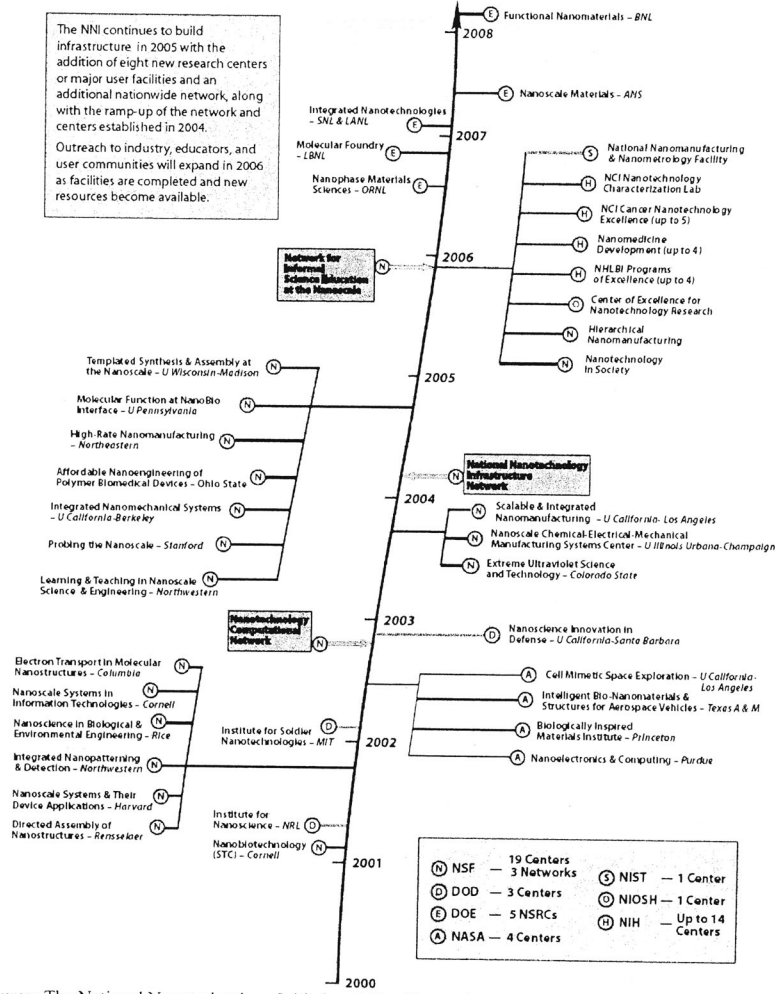 The NNI continues to build
infrastructure in 2005 with the
addition of eight new research centers
or major user facilities and an
additional nationwide network, along
with the ramp-up of the network and
centers established in 2004.
Outreach to industry, educators, and
user communities will expand in 2006
as facilities are completed and new
resources become available.
E Functional Nanomaterials – BNL
2008
E Nanoscale Materials – ANS
Integrated Nanotechnologies
– SNL & LANL E
2007
Molecular Foundry
– LBNL E
Nanophase Materials
Sciences – ORNL E
S National Nanomanufacturing
& Nanometrology Facility
H NCI Nanotechnology
Characterization Lab
H NCI Cancer Nanotechnology
Excellence (up to 5)
H Nanomedicine
Development (up to 4)
H NHLBI Programs
of Excellence (up to 4)
O Center of Excellence for
Nanotechnology Research
N Hierarchical
Nanomanufacturing
N Nanotechnology
in Society
2006
Network for
Informal
Science Education
at the Nanoscale
N
2005
Templated Synthesis & Assembly at
the Nanoscale – U Wisconsin-Madison N
Molecular Function at NanoBio
Interface – U Pennsylvania N
High-Rate Nanomanufacturing
– Northeastern N
Affordable Nanoengineering of
Polymer Biomedical Devices – Ohio State N
Integrated Nanomechanical Systems
– U California-Berkeley N
Probing the Nanoscale – Stanford N
Learning & Teaching in Nanoscale
Science & Engineering – Northwestern N
N
National Nanotechnology
Infrastructure
Network
2004
N Scalable & Integrated
Nanomanufacturing – U California- Los Angeles
N Nanoscale Chemical-Electrical-Mechanical
Manufacturing Systems Center – U Illinois Urbana-Champaign
N Extreme Ultraviolet Science
and Technology – Colorado State
2003
Nanotechnology
Computational
Network
N
D Nanoscience Innovation in
Defense – U California-Santa Barbara
A Cell Mimetic Space Exploration – U California-
Los Angeles
A Intelligent Bio-Nanomaterials &
Structures for Aerospace Vehicles – Texas A & M
A Biologically Inspired
Materials Institute – Princeton
A Nanoelectronics & Computing – Purdue
Electron Transport in Molecular
Nanostructures – Columbia N
Nanoscale Systems in
Information Technologies – Cornell N
Nanoscience in Biological &
Environmental Engineering – Rice N
Integrated Nanopatterning
& Detection – Northwestern N
Nanoscale Systems & Their
Device Applications – Harvard N
Directed Assembly of
Nanostructures – Rensselaer N
Institute for Soldier
Nanotechnologies – MIT D
2002
Institute for
Nanoscience – NRL D
Nanobiotechnology
(STC) – Cornell N
2001
2000
N NSF — 19 Centers
3 Networks
D DOD — 3 Centers
E DOE — 5 NSRCs
A NASA — 4 Centers
S NIST — 1 Center
O NIOSH — 1 Center
H NIH — Up to 14
Centers
The National